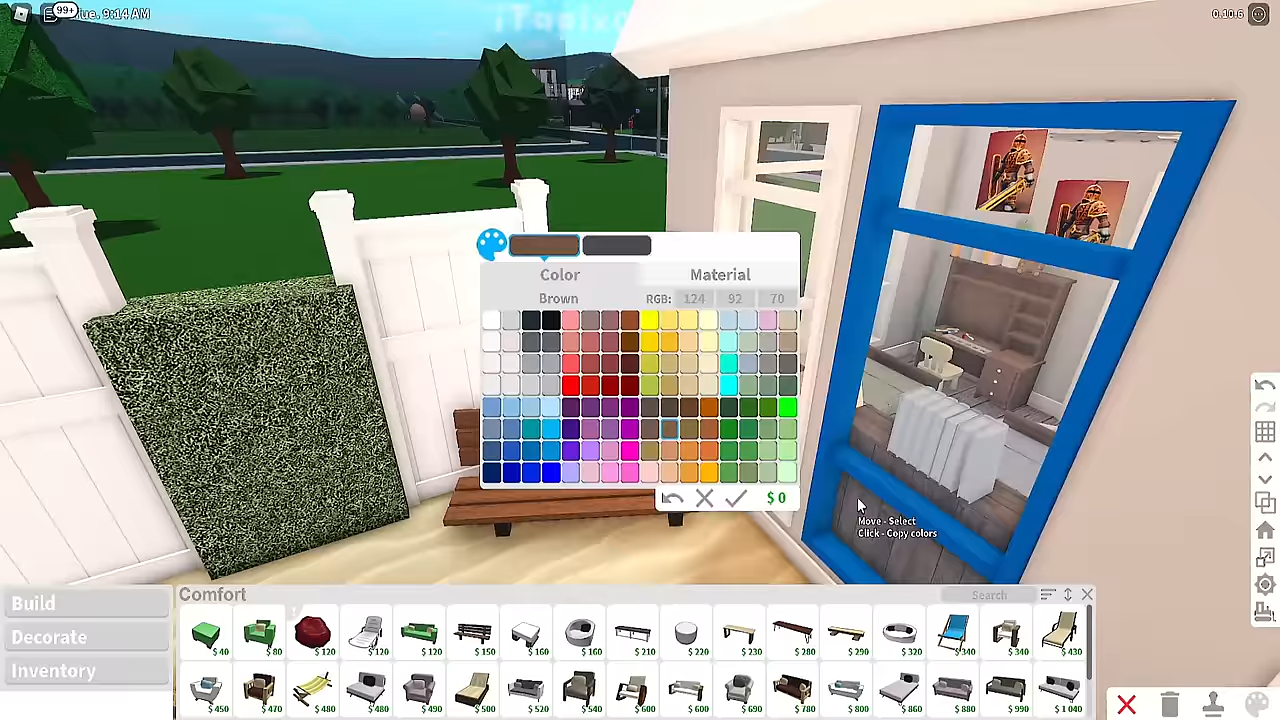 99+
Tue. 9:14 AM
0.10.6
Color
Material
Brown
RGB: 124 92 70
$ 0
Move - Select
Click - Copy colors
Build
Decorate
Inventory
Comfort
Search
$ 40 $ 80 $ 120 $ 120 $ 120 $ 150 $ 160 $ 160 $ 210 $ 220 $ 230 $ 280 $ 290 $ 320 $ 340 $ 340 $ 430
$ 450 $ 470 $ 480 $ 480 $ 490 $ 500 $ 520 $ 540 $ 600 $ 600 $ 690 $ 780 $ 800 $ 860 $ 880 $ 990 $ 1 040